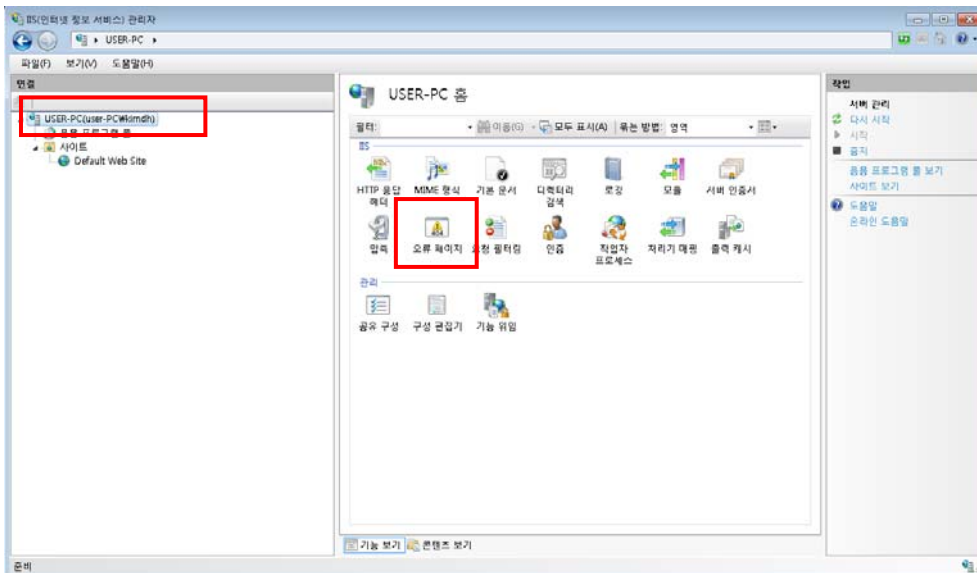 IIS(인터넷 정보 서비스) 관리자
USER-PC
파일(F) 보기(V) 도움말(H)
연결
USER-PC(user-PC\kirndh)
응용 프로그램 풀
사이트
Default Web Site
USER-PC 홈
필터: 이동(G) 모두 표시(A) 묶는 방법: 영역
IIS
HTTP 응답 헤더
MIME 형식
기본 문서
디렉터리 검색
로깅
모듈
서버 인증서
압축
오류 페이지
요청 필터링
인증
작업자 프로세스
처리기 매핑
출력 캐시
관리
공유 구성
구성 편집기
기능 위임
기능 보기 콘텐츠 보기
준비
작업
서버 관리
다시 시작
시작
중지
응용 프로그램 풀 보기
사이트 보기
도움말
온라인 도움말